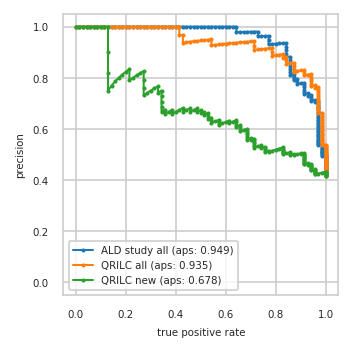 1.0
0.8
0.6
0.4
0.2
0.0
precision
ALD study all (aps: 0.949)
QRILC all (aps: 0.935)
QRILC new (aps: 0.678)
0.0 0.2 0.4 0.6 0.8 1.0
true positive rate